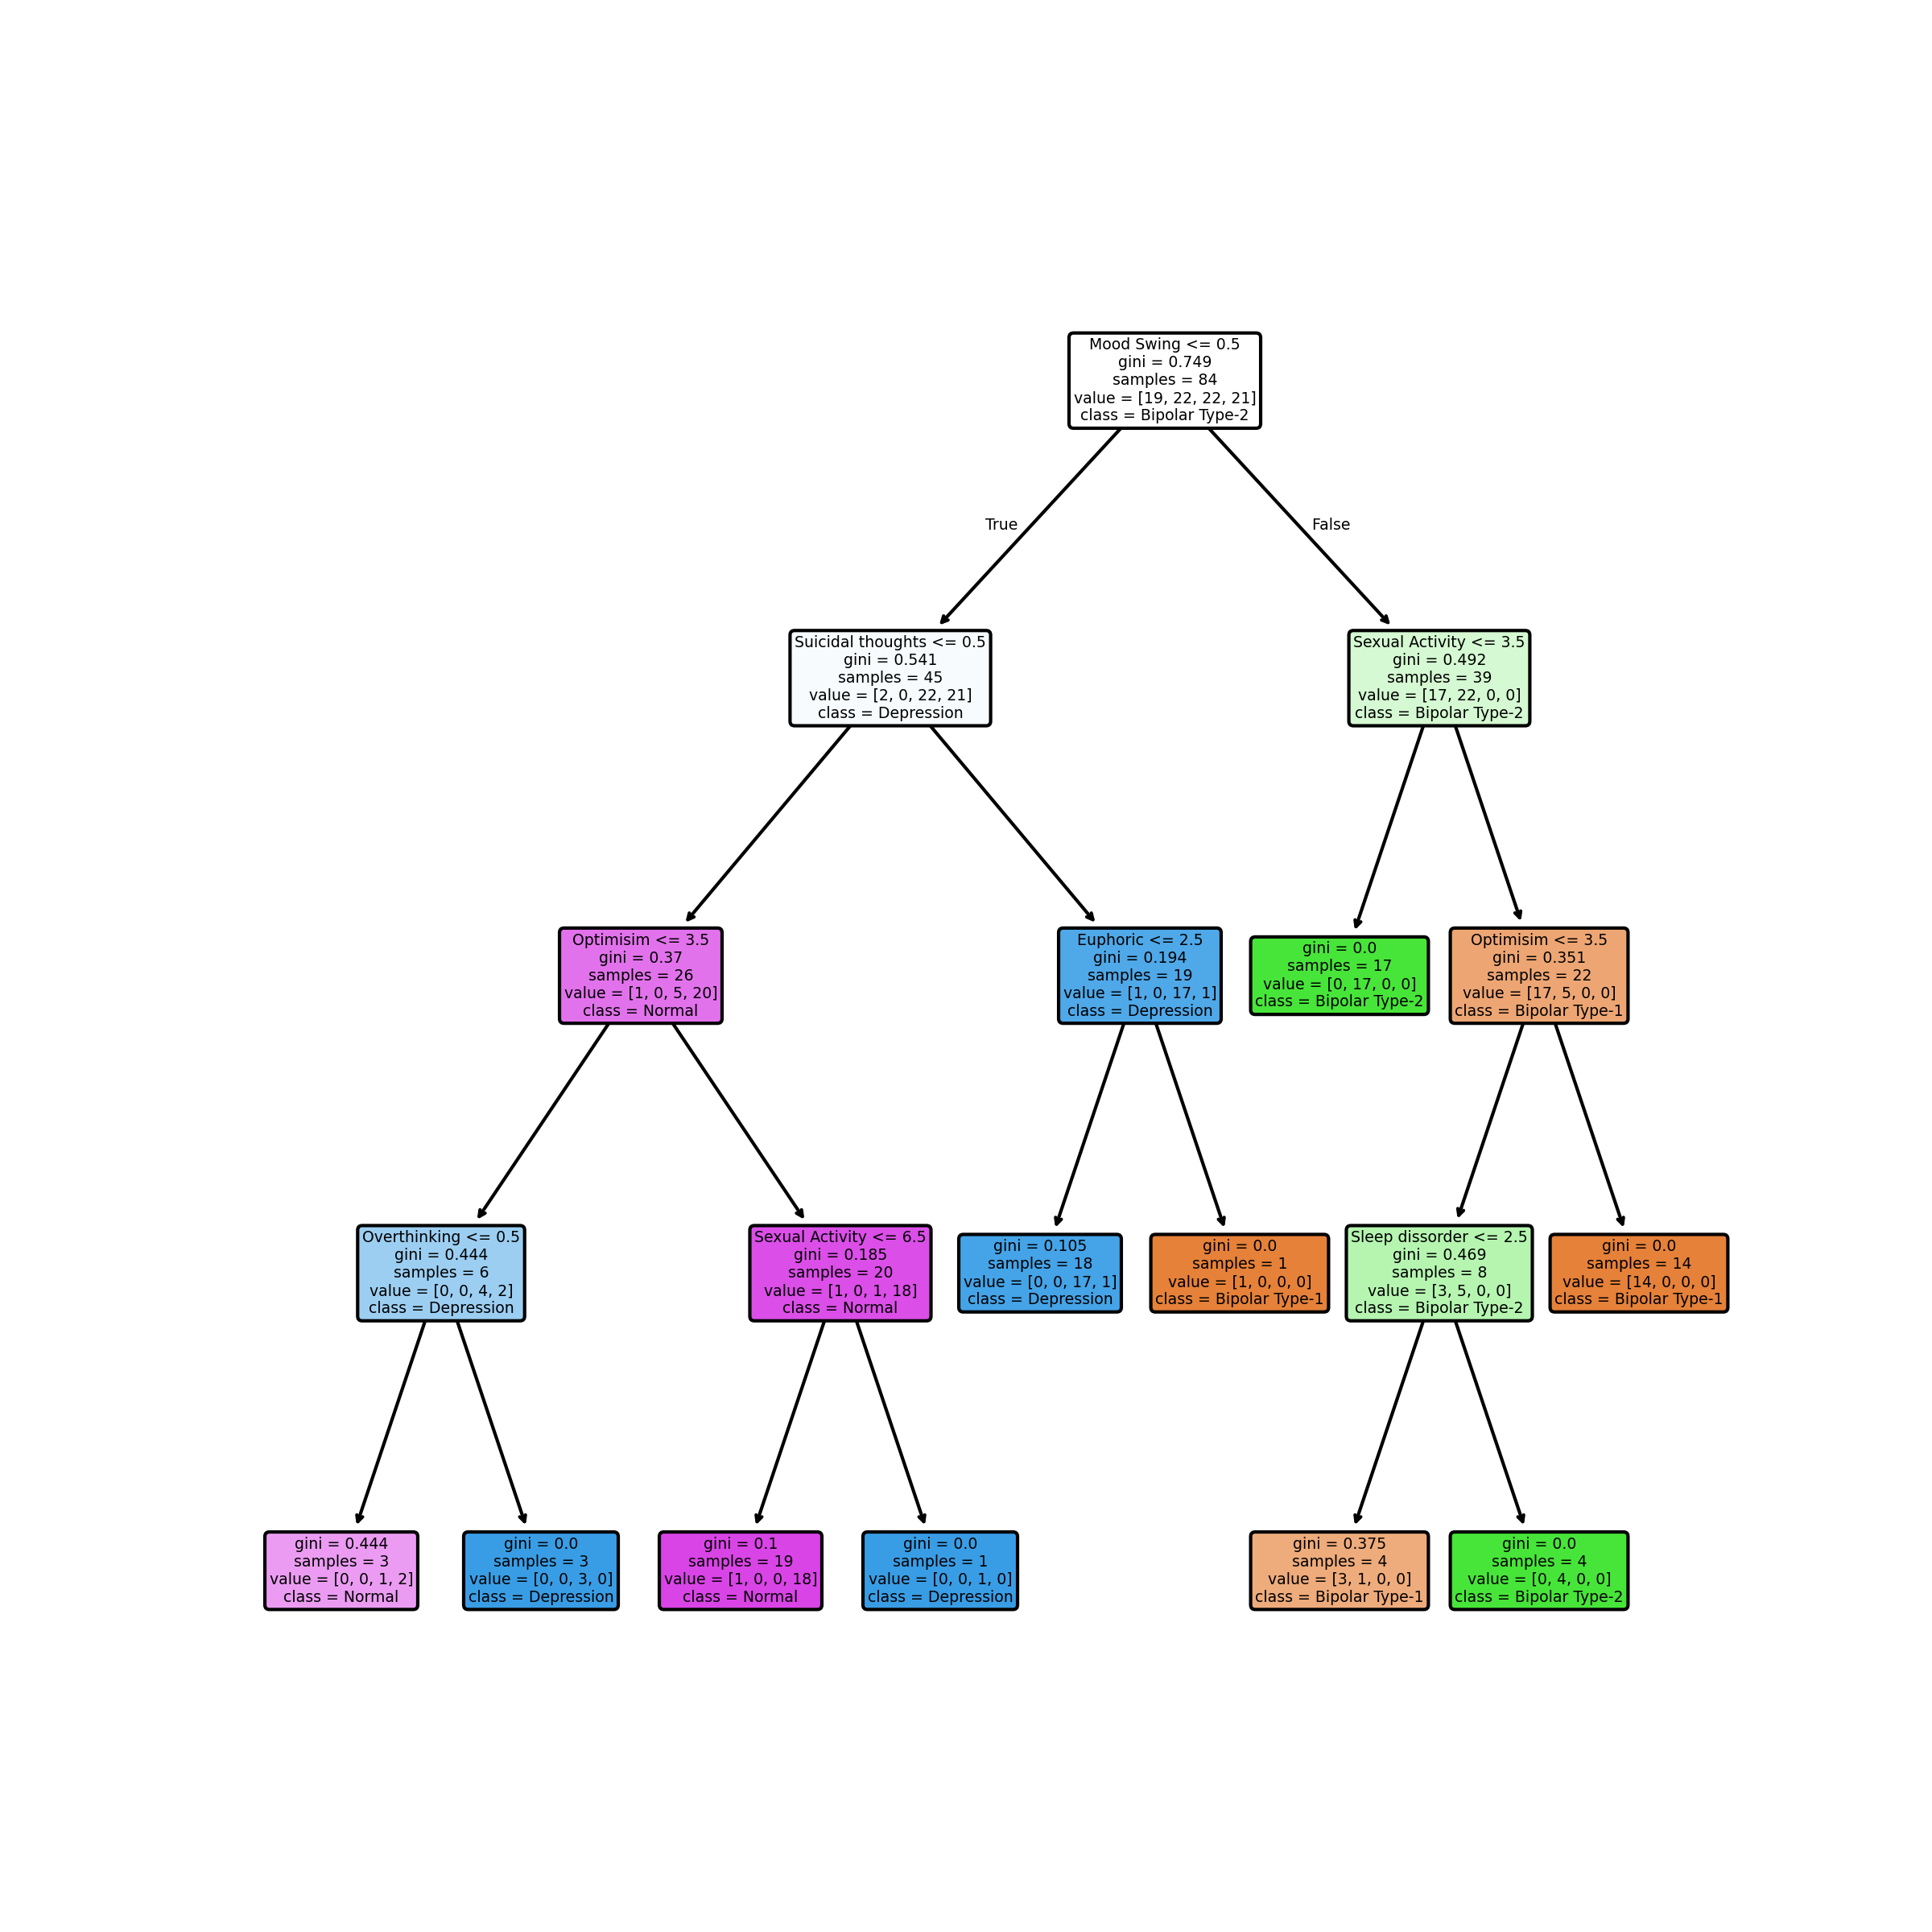 Mood Swing <= 0.5
gini = 0.749
samples = 84
value = [19, 22, 22, 21]
class = Bipolar Type-2
True
False
Suicidal thoughts <= 0.5
gini = 0.541
samples = 45
value = [2, 0, 22, 21]
class = Depression
Sexual Activity <= 3.5
gini = 0.492
samples = 39
value = [17, 22, 0, 0]
class = Bipolar Type-2
Optimisim <= 3.5
gini = 0.37
samples = 26
value = [1, 0, 5, 20]
class = Normal
Euphoric <= 2.5
gini = 0.194
samples = 19
value = [1, 0, 17, 1]
class = Depression
gini = 0.0
samples = 17
value = [0, 17, 0, 0]
class = Bipolar Type-2
Optimisim <= 3.5
gini = 0.351
samples = 22
value = [17, 5, 0, 0]
class = Bipolar Type-1
Overthinking <= 0.5
gini = 0.444
samples = 6
value = [0, 0, 4, 2]
class = Depression
Sexual Activity <= 6.5
gini = 0.185
samples = 20
value = [1, 0, 1, 18]
class = Normal
gini = 0.105
samples = 18
value = [0, 0, 17, 1]
class = Depression
gini = 0.0
samples = 1
value = [1, 0, 0, 0]
class = Bipolar Type-1
Sleep dissorder <= 2.5
gini = 0.469
samples = 8
value = [3, 5, 0, 0]
class = Bipolar Type-2
gini = 0.0
samples = 14
value = [14, 0, 0, 0]
class = Bipolar Type-1
gini = 0.444
samples = 3
value = [0, 0, 1, 2]
class = Normal
gini = 0.0
samples = 3
value = [0, 0, 3, 0]
class = Depression
gini = 0.1
samples = 19
value = [1, 0, 0, 18]
class = Normal
gini = 0.0
samples = 1
value = [0, 0, 1, 0]
class = Depression
gini = 0.375
samples = 4
value = [3, 1, 0, 0]
class = Bipolar Type-1
gini = 0.0
samples = 4
value = [0, 4, 0, 0]
class = Bipolar Type-2